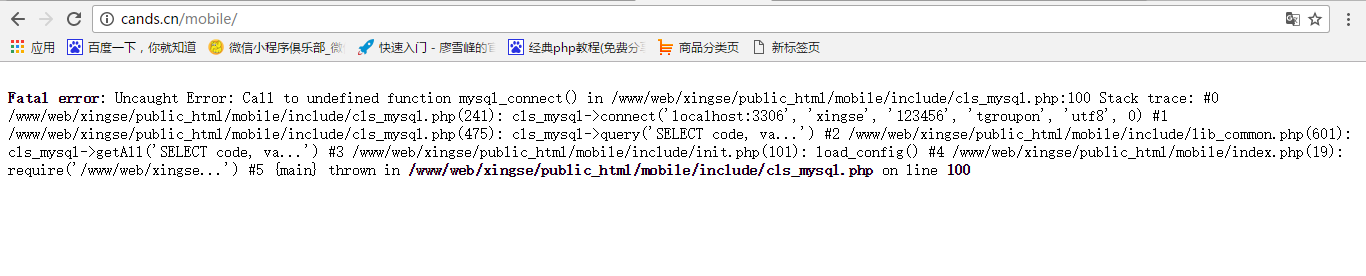 cands.cn/mobile/
应用 百度一下，你就知道 微信小程序俱乐部_微 快速入门 - 廖雪峰的官 经典php教程(免费分享 商品分类页 新标签页
Fatal error: Uncaught Error: Call to undefined function mysql_connect() in /www/web/xingse/public_html/mobile/include/cls_mysql.php:100 Stack trace: #0
/www/web/xingse/public_html/mobile/include/cls_mysql.php(241): cls_mysql->connect('localhost:3306', 'xingse', '123456', 'tgroupon', 'utf8', 0) #1
/www/web/xingse/public_html/mobile/include/cls_mysql.php(475): cls_mysql->query('SELECT code, va...') #2 /www/web/xingse/public_html/mobile/include/lib_common.php(601):
cls_mysql->getAll('SELECT code, va...') #3 /www/web/xingse/public_html/mobile/include/init.php(101): load_config() #4 /www/web/xingse/public_html/mobile/index.php(19):
require('/www/web/xingse...') #5 {main} thrown in /www/web/xingse/public_html/mobile/include/cls_mysql.php on line 100